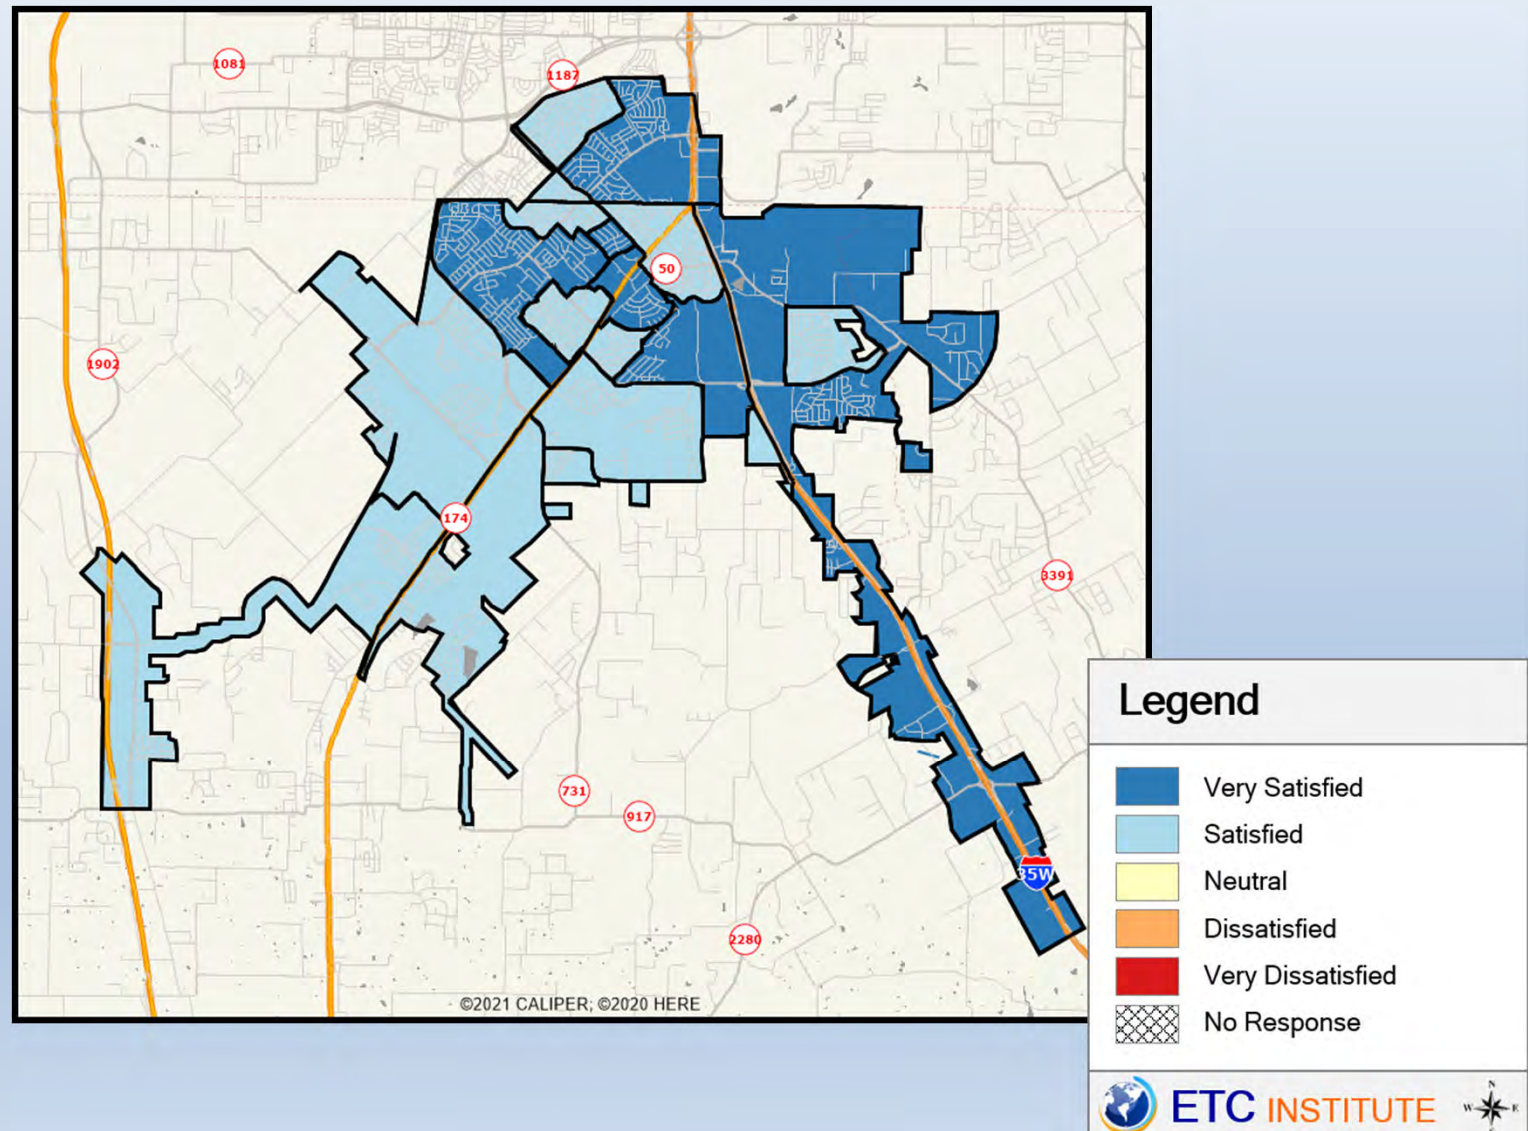 1081
1187
50
1902
174
3391
731
917
35W
2280
©2021 CALIPER; ©2020 HERE
Legend
Very Satisfied
Satisfied
Neutral
Dissatisfied
Very Dissatisfied
No Response
ETC INSTITUTE
N
W E